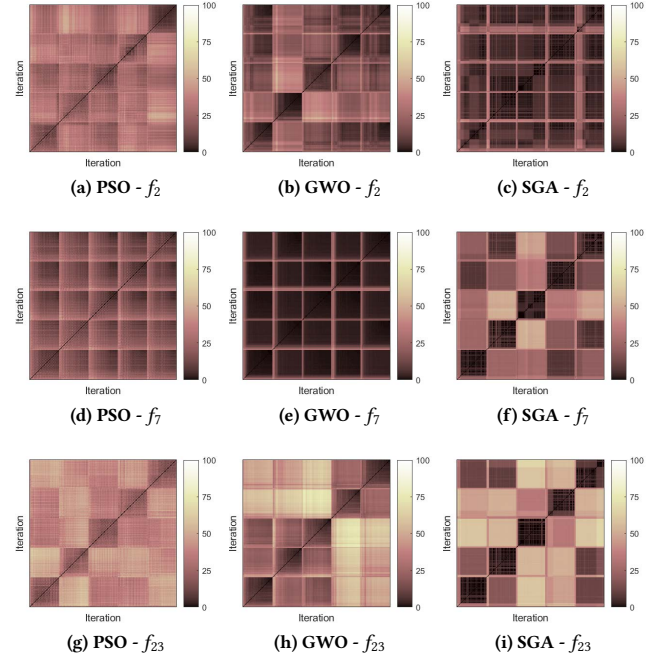 100
75
50
25
0
Iteration
Iteration
(a) PSO - f2
100
75
50
25
0
Iteration
Iteration
(b) GWO - f2
100
75
50
25
0
Iteration
Iteration
(c) SGA - f2
100
75
50
25
0
Iteration
Iteration
(d) PSO - f7
100
75
50
25
0
Iteration
Iteration
(e) GWO - f7
100
75
50
25
0
Iteration
Iteration
(f) SGA - f7
100
75
50
25
0
Iteration
Iteration
(g) PSO - f23
100
75
50
25
0
Iteration
Iteration
(h) GWO - f23
100
75
50
25
0
Iteration
Iteration
(i) SGA - f23